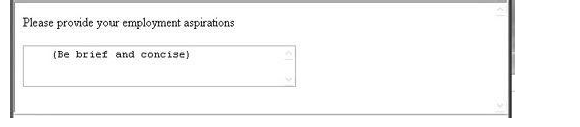 Please provide your employment aspirations
(Be brief and concise)